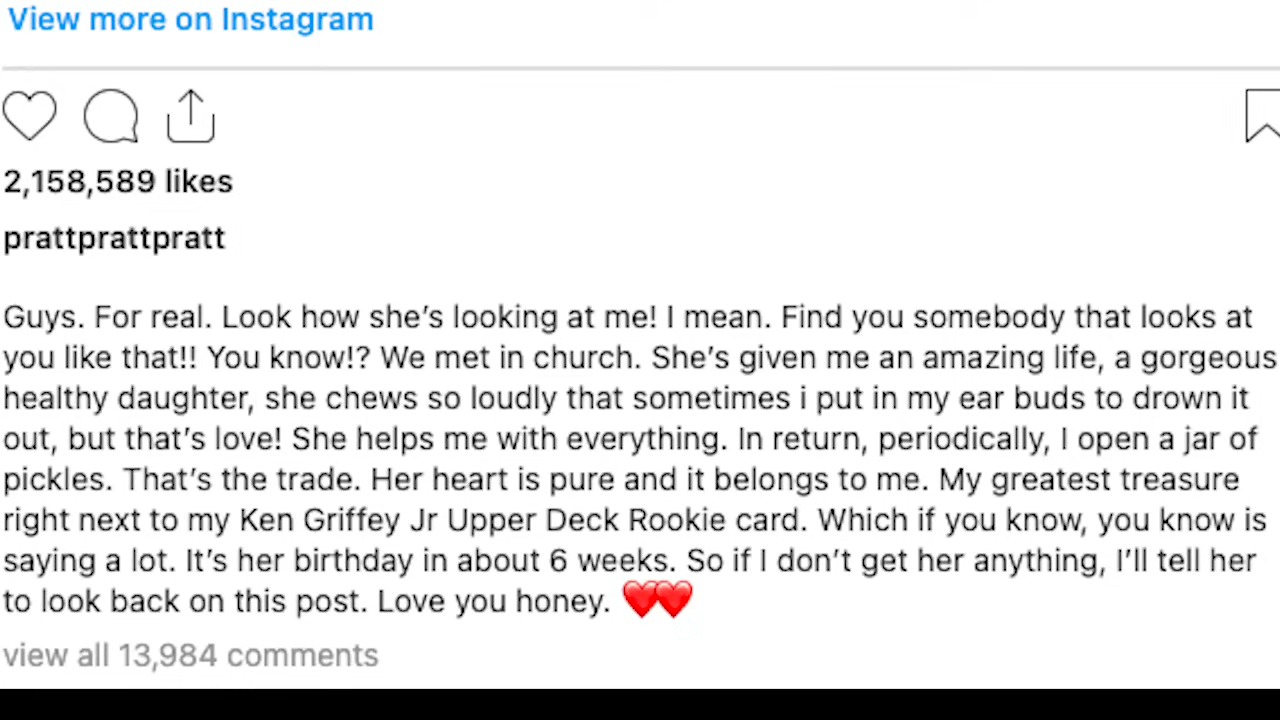 View more on Instagram
2,158,589 likes
prattprattpratt
Guys. For real. Look how she’s looking at me! I mean. Find you somebody that looks at
you like that!! You know!? We met in church. She’s given me an amazing life, a gorgeous
healthy daughter, she chews so loudly that sometimes i put in my ear buds to drown it
out, but that’s love! She helps me with everything. In return, periodically, I open a jar of
pickles. That’s the trade. Her heart is pure and it belongs to me. My greatest treasure
right next to my Ken Griffey Jr Upper Deck Rookie card. Which if you know, you know is
saying a lot. It’s her birthday in about 6 weeks. So if I don’t get her anything, I’ll tell her
to look back on this post. Love you honey. ❤️❤️
view all 13,984 comments